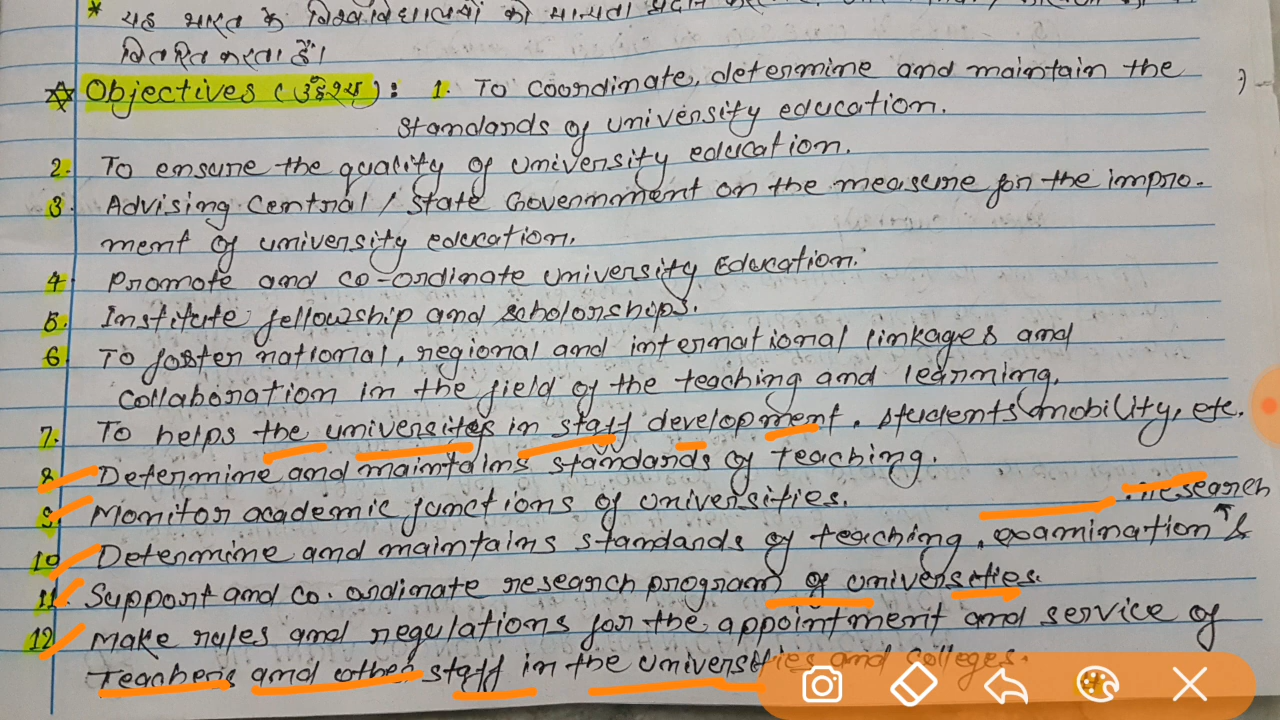 * यह भारत के विश्वविद्यालयों को मान्यता प्रदान
वितरित करता है।
Objectives (उद्देश्य): 1. To coordinate, determine and maintain the
standards of university education.
2. To ensure the quality of university education.
3. Advising Central / State Government on the measure for the impro-
ment of university education.
4. Promote and co-ordinate university Education.
5. Institute fellowship and scholorships.
6. To foster national, regional and international linkages and
collaboration in the field of the teaching and learning.
7. To helps the universites in staff development, students mobility, etc.
8. Determine and maintains standards of teaching.
9. Monitor academic functions of universities.
research
10. Determine and maintains standards of teaching, examination &
11. Support and co-ordinate research program of universities.
12. Make rules and regulations for the appointment and service of
Teachers and other staff in the universities and colleges.